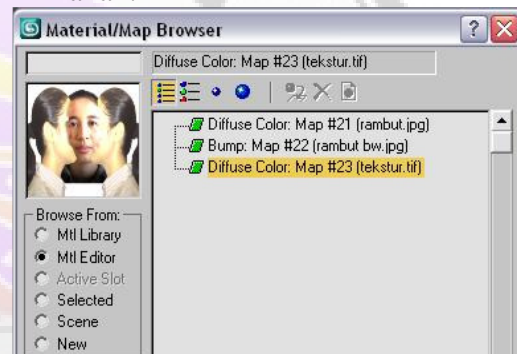 Material/Map Browser
Diffuse Color: Map #23 (tekstur.tif)
Diffuse Color: Map #21 (rambut.jpg)
Bump: Map #22 (rambut bw.jpg)
Diffuse Color: Map #23 (tekstur.tif)
Browse From:
Mtl Library
Mtl Editor
Active Slot
Selected
Scene
New